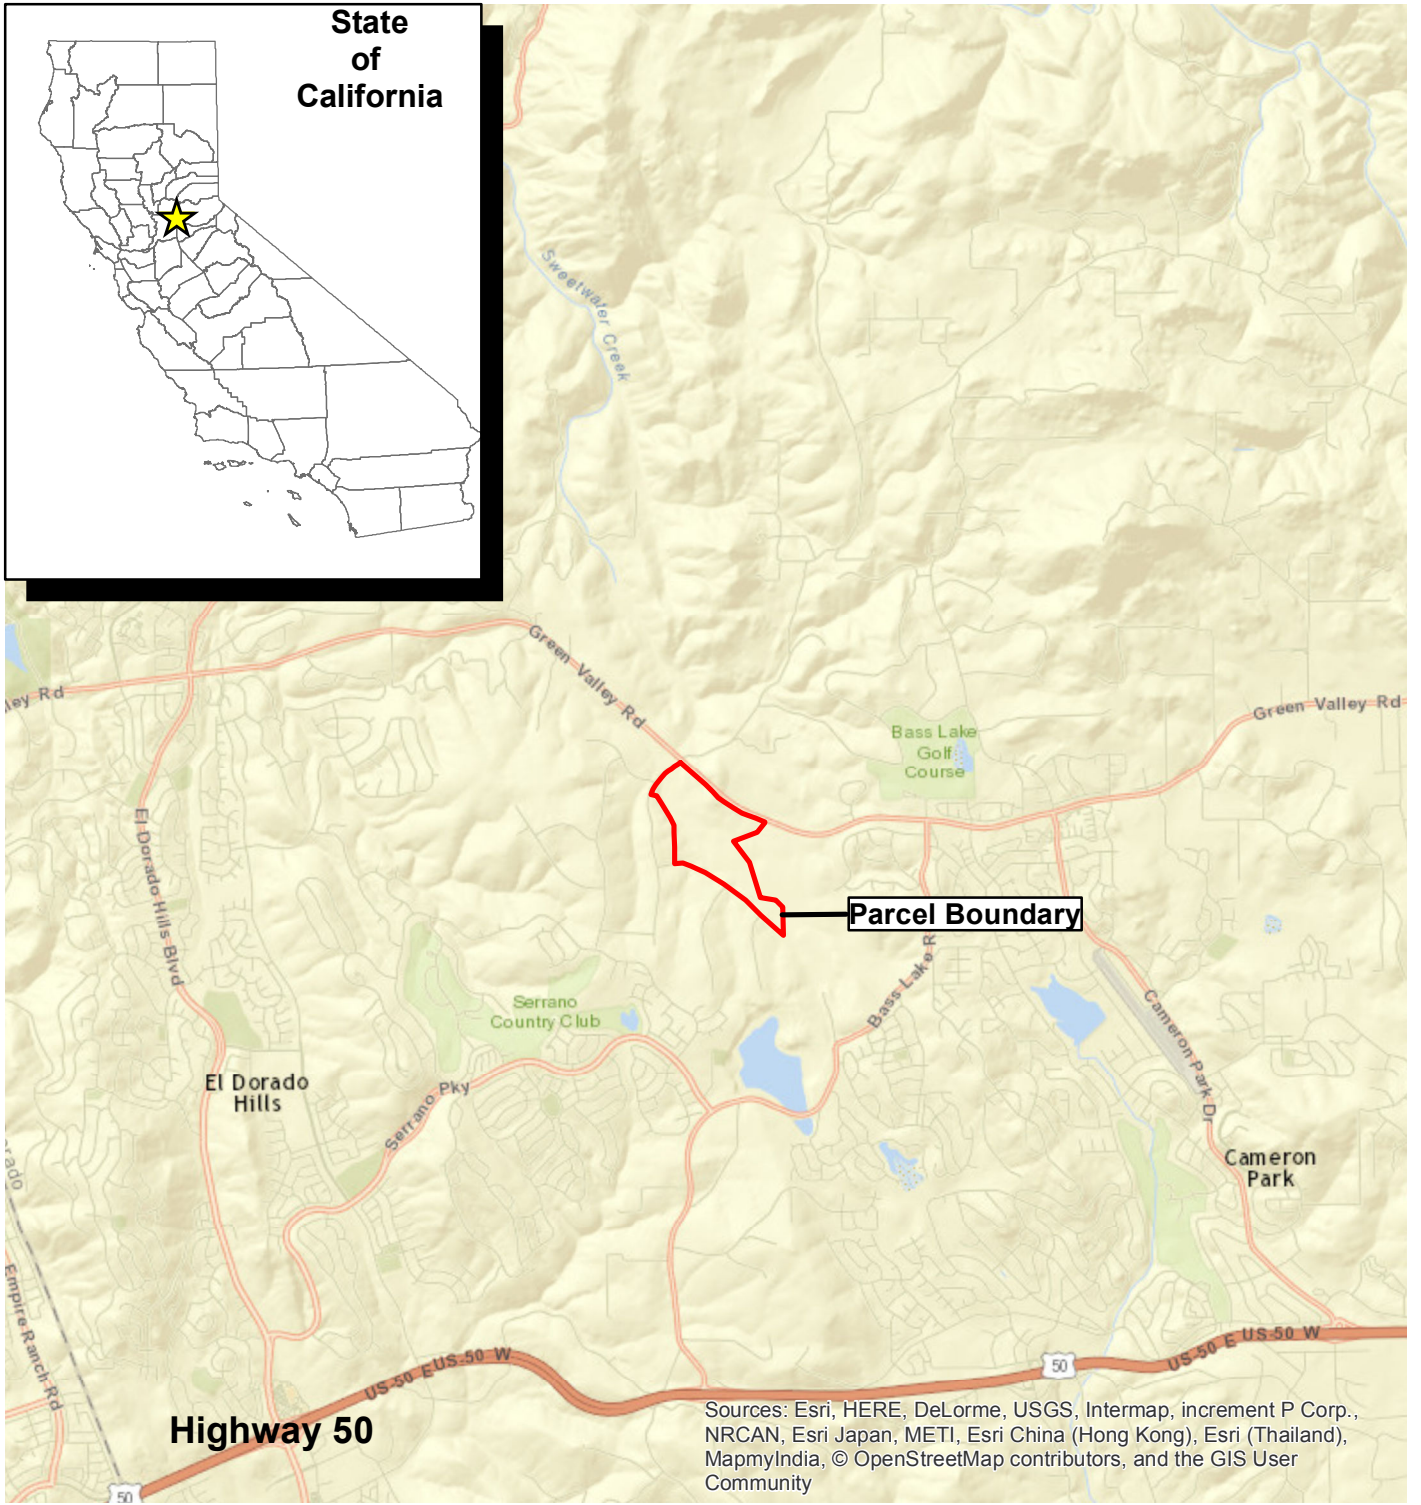 State
of
California
Sweetwater Creek
Green Valley Rd
ley Rd
Green Valley Rd
Bass Lake
Golf
Course
El Dorado Hills Blvd
Parcel Boundary
Bass Lake R
Serrano
Country Club
Cameron Park Dr
El Dorado
Hills
Serrano Pky
Cameron
Park
rado
Empire Ranch Rd
US-50 E
US-50 W
50
US-50 E
US-50 W
Highway 50
50
Sources: Esri, HERE, DeLorme, USGS, Intermap, increment P Corp.,
NRCAN, Esri Japan, METI, Esri China (Hong Kong), Esri (Thailand),
MapmyIndia, © OpenStreetMap contributors, and the GIS User
Community